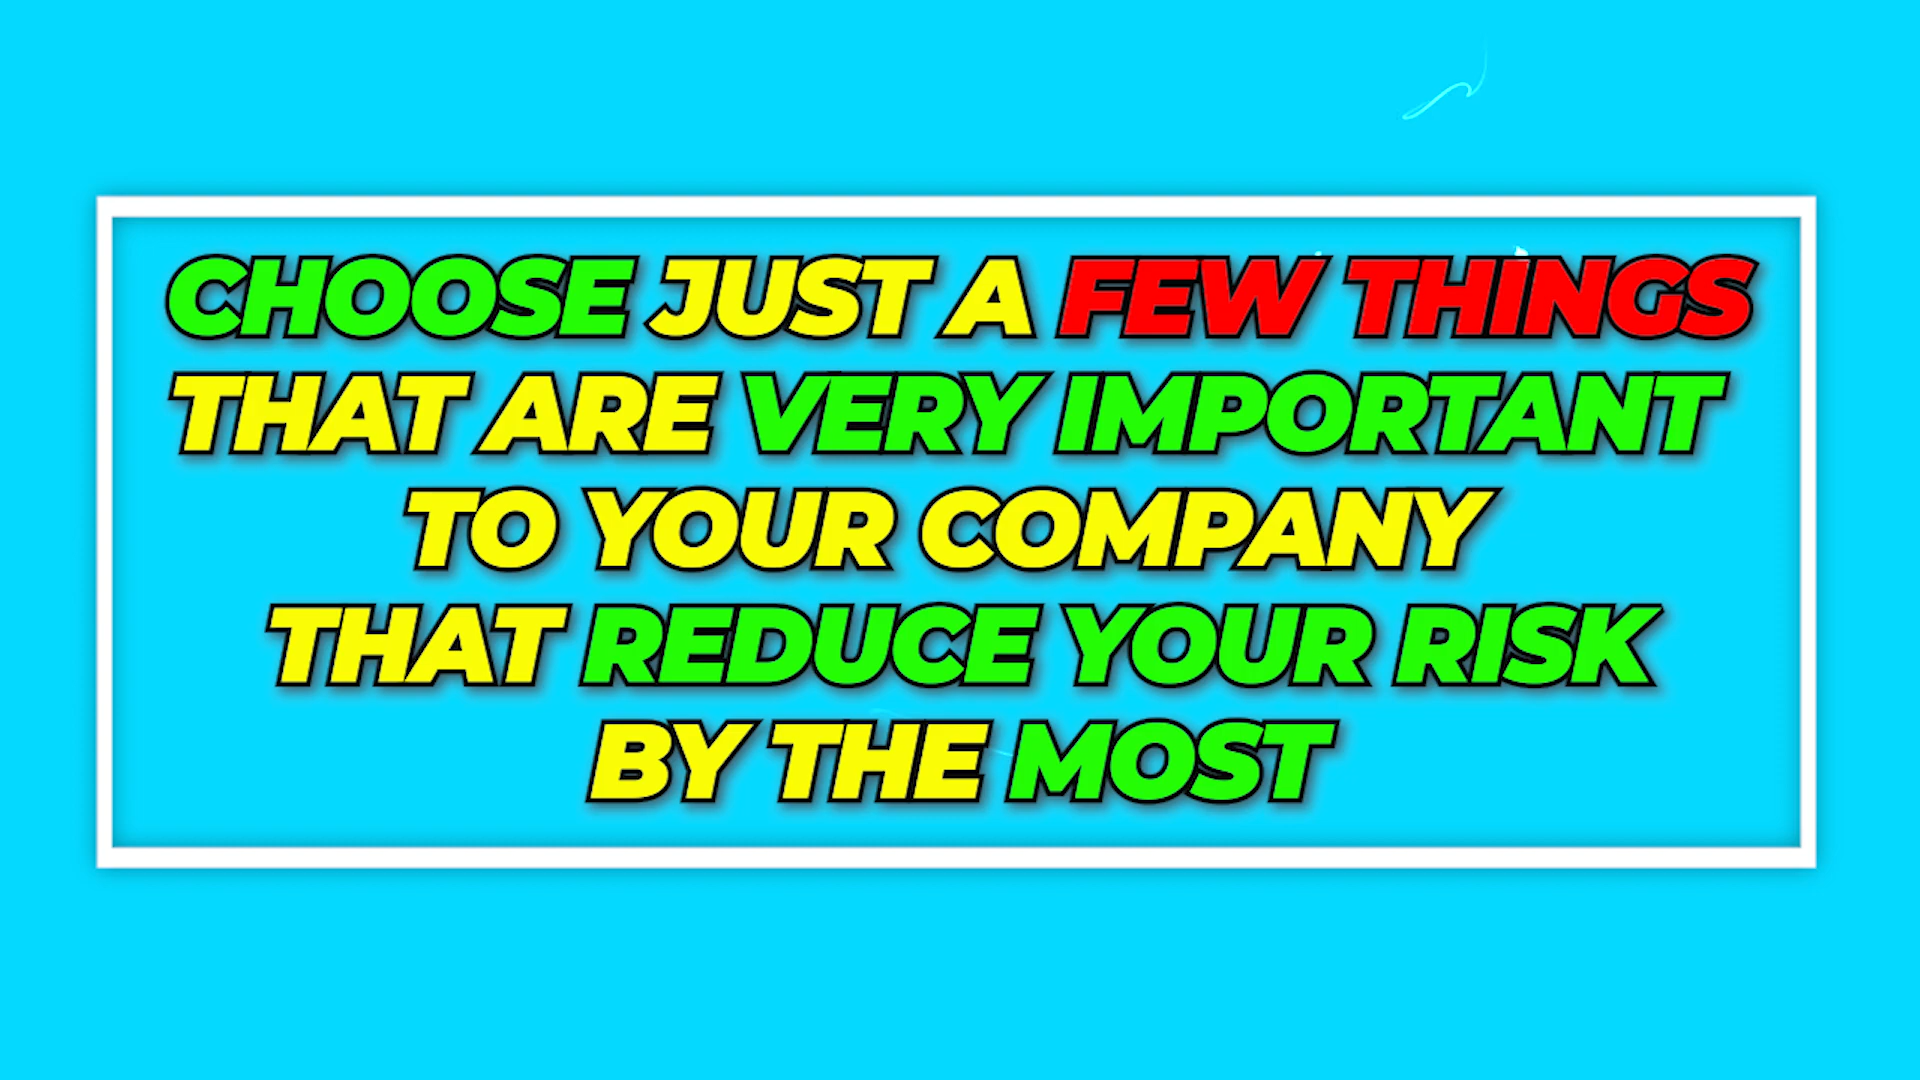 CHOOSE JUST A FEW THINGS
THAT ARE VERY IMPORTANT
TO YOUR COMPANY
THAT REDUCE YOUR RISK
BY THE MOST